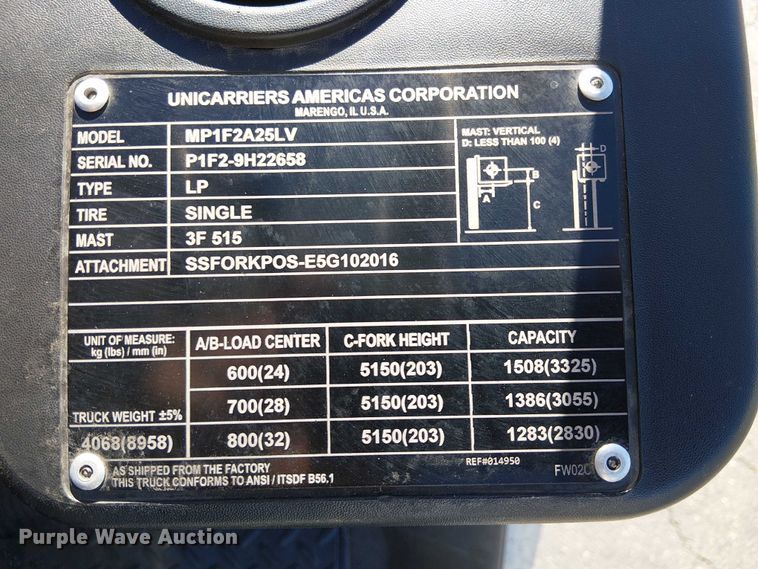 UNICARRIERS AMERICAS CORPORATION
MARENGO, IL U.S.A.
MODEL MP1F2A25LV
SERIAL NO. P1F2-9H22658
TYPE LP
TIRE SINGLE
MAST 3F 515
ATTACHMENT SSFORKPOS-E5G102016
MAST: VERTICAL
D: LESS THAN 100 (4)
D
A
B
C
UNIT OF MEASURE:
kg (lbs) / mm (in)
A/B-LOAD CENTER C-FORK HEIGHT CAPACITY
600(24) 5150(203) 1508(3325)
700(28) 5150(203) 1386(3055)
TRUCK WEIGHT ±5%
4068(8958) 800(32) 5150(203) 1283(2830)
AS SHIPPED FROM THE FACTORY
THIS TRUCK CONFORMS TO ANSI / ITSDF B56.1
REF#014950
Purple Wave Auction